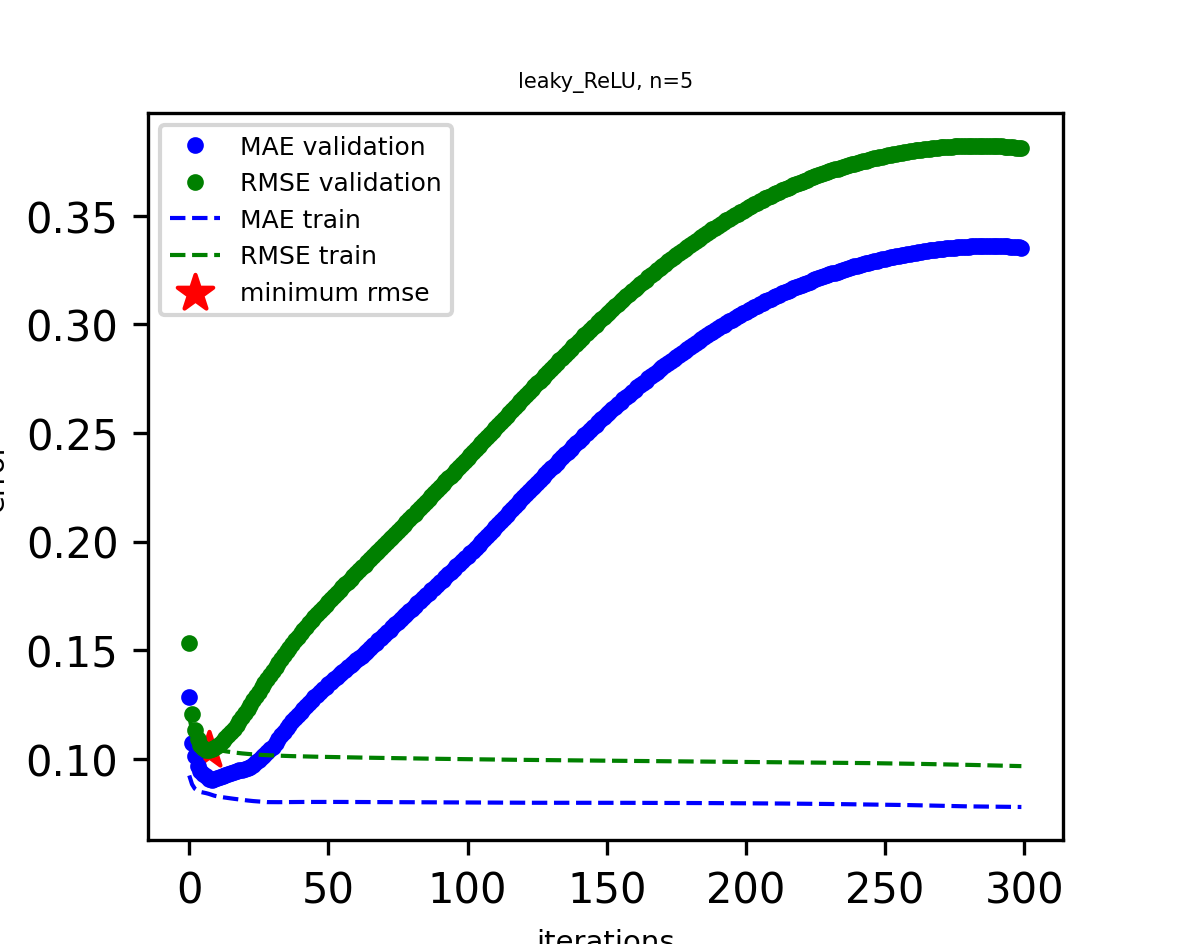 leaky_ReLU, n=5
MAE validation
RMSE validation
MAE train
RMSE train
minimum rmse
0.35
0.30
0.25
0.20
0.15
0.10
0 50 100 150 200 250 300
iterations